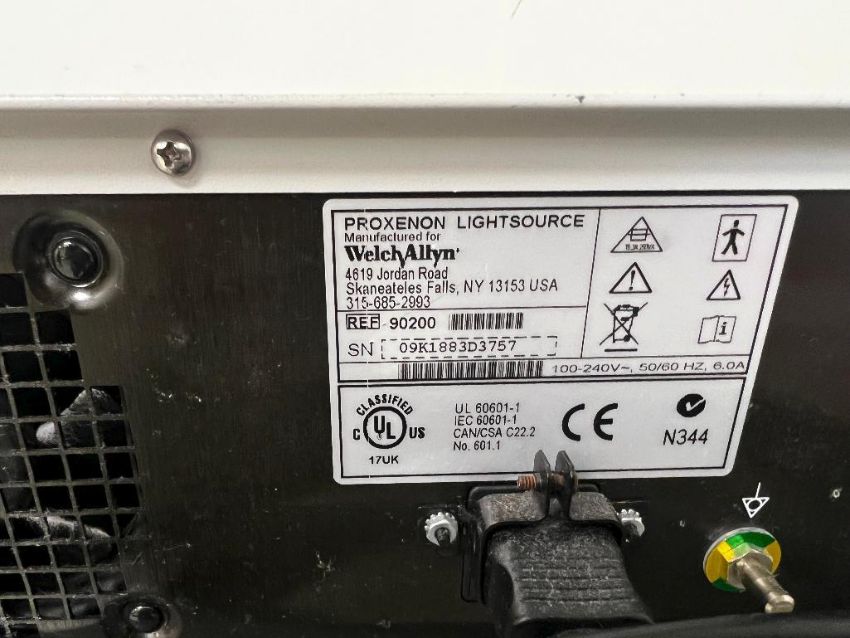 PROXENON LIGHTSOURCE
Manufactured for
WelchAllyn
4619 Jordan Road
Skaneateles Falls, NY 13153 USA
315-685-2993
REF 90200
SN 09K1883D3757
100-240V~, 50/60 HZ, 6.0A
CLASSIFIED
C UL US
17UK
UL 60601-1
IEC 60601-1
CAN/CSA C22.2
No. 601.1
CE
N344